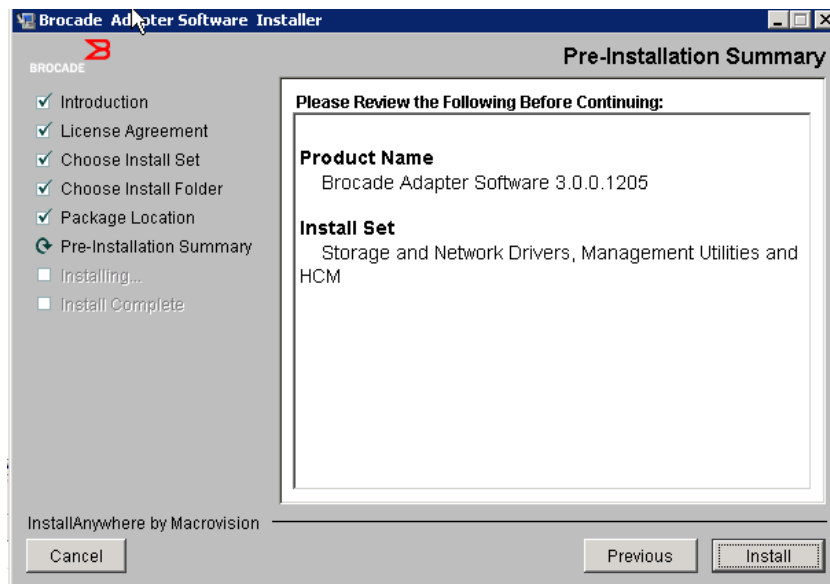 Brocade Adapter Software Installer
BROCADE
Pre-Installation Summary
Introduction
License Agreement
Choose Install Set
Choose Install Folder
Package Location
Pre-Installation Summary
Installing...
Install Complete
Please Review the Following Before Continuing:
Product Name
Brocade Adapter Software 3.0.0.1205
Install Set
Storage and Network Drivers, Management Utilities and
HCM
InstallAnywhere by Macrovision
Cancel
Previous
Install